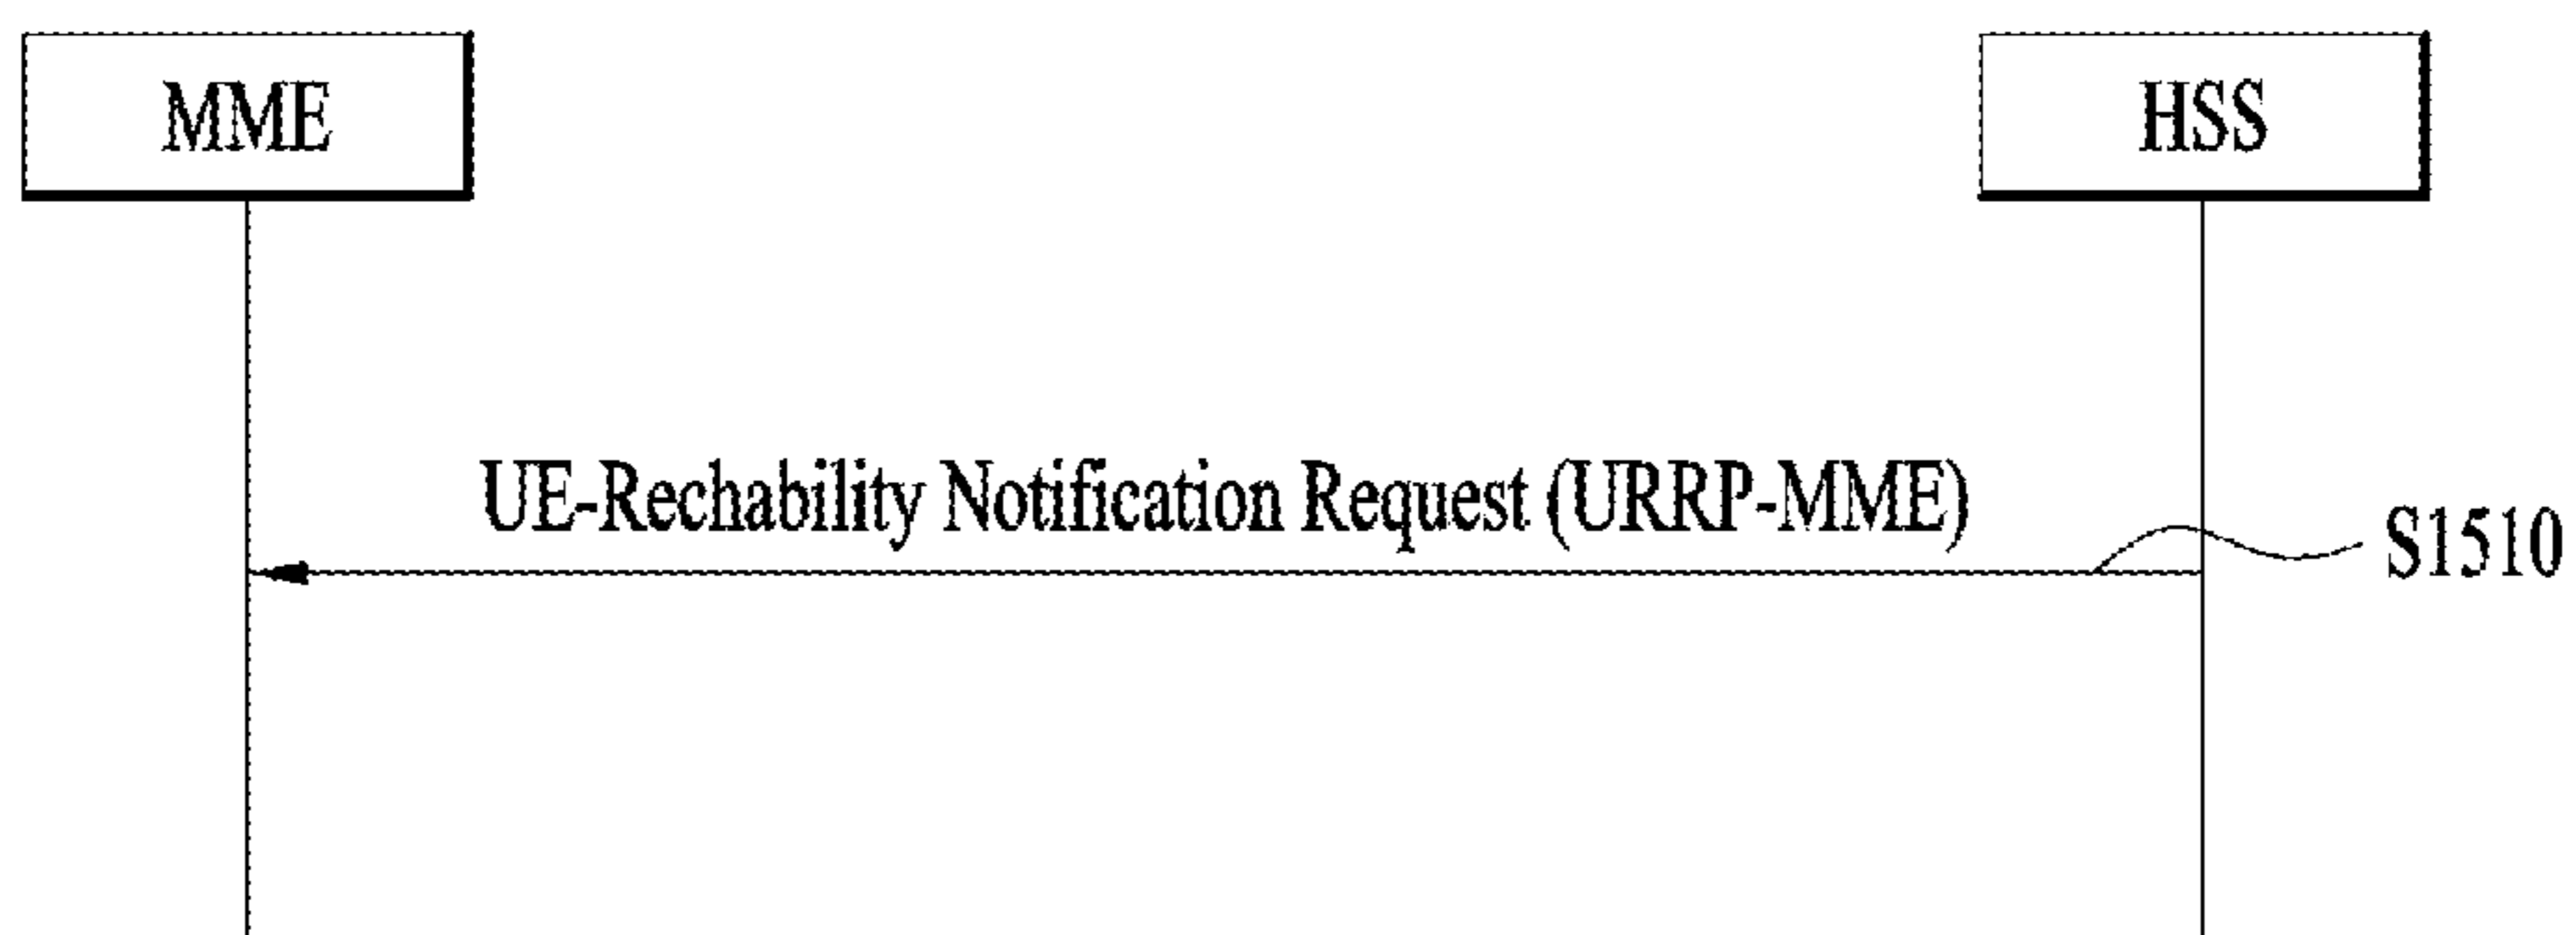 MME
HSS
UE-Rechability Notification Request (URRP-MME)
S1510